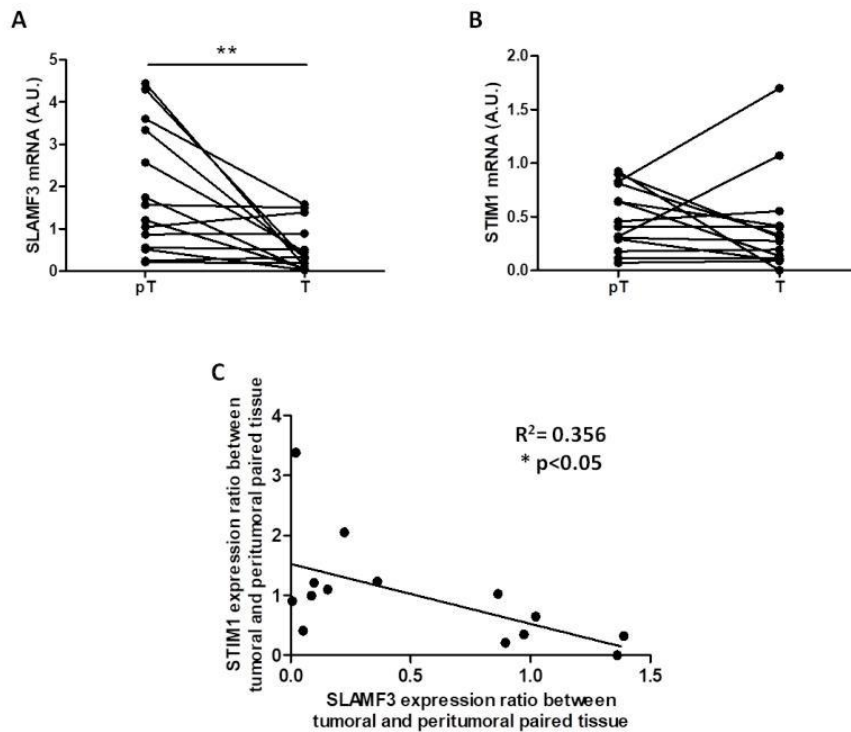 A
**
SLAMF3 mRNA (A.U.)
5
4
3
2
1
0
pT
T
B
STIM1 mRNA (A.U.)
2.0
1.5
1.0
0.5
0.0
pT
T
C
STIM1 expression ratio between
tumoral and peritumoral paired tissue
4
3
2
1
0
R²= 0.356
* p<0.05
0.0
0.5
1.0
1.5
SLAMF3 expression ratio between
tumoral and peritumoral paired tissue